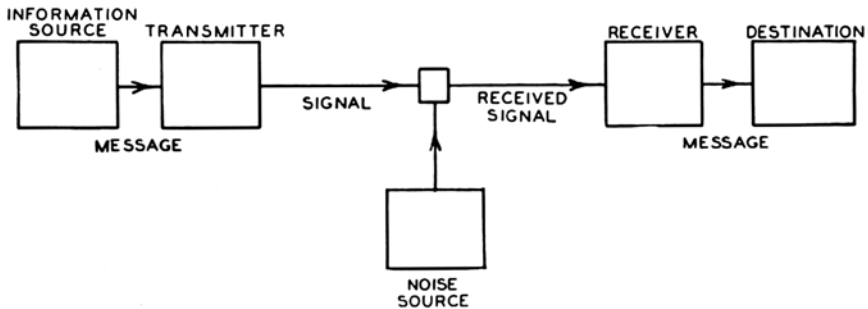 INFORMATION
SOURCE
TRANSMITTER
RECEIVER
DESTINATION
SIGNAL
RECEIVED
SIGNAL
MESSAGE
MESSAGE
NOISE
SOURCE